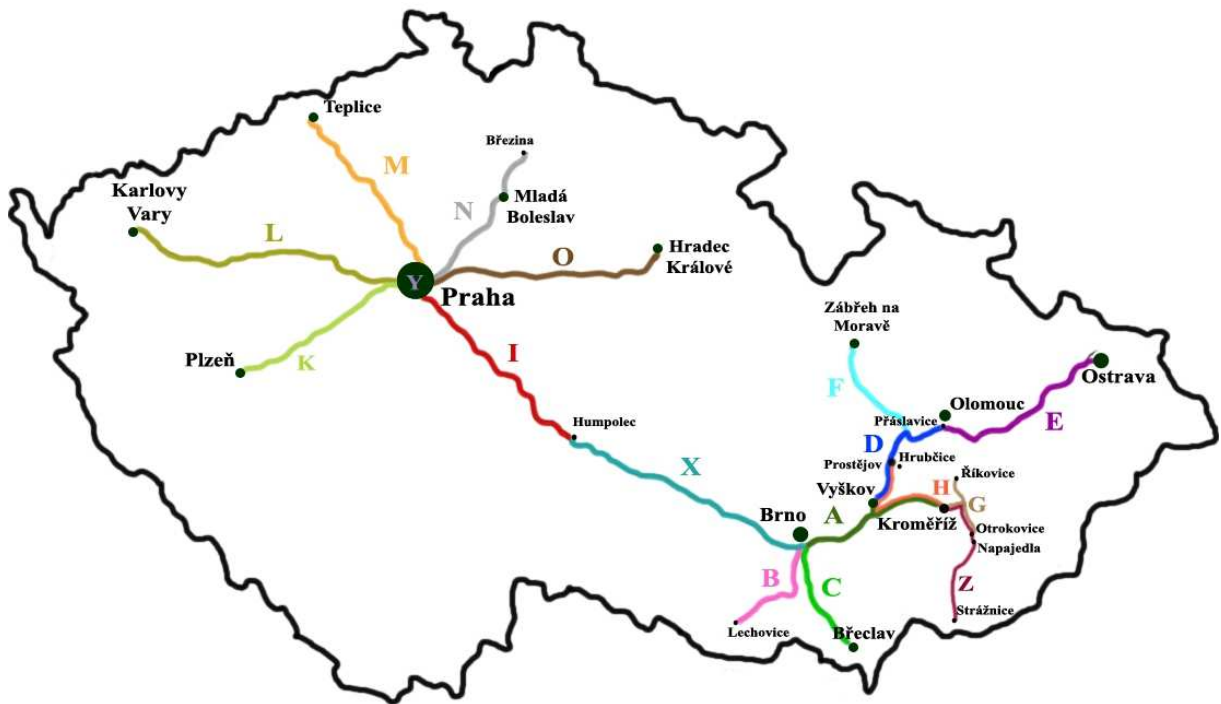 Teplice
Březina
M
Karlovy
Vary
Mladá
Boleslav
N
L
O
Hradec
Králové
Y
Praha
Zábřeh na
Moravě
I
Plzeň
K
F
Ostrava
Olomouc
Přáslavice
E
Humpolec
D
Prostějov
Hrubčice
X
Vyškov
H
Říkovice
G
Brno
A
Kroměříž
Otrokovice
Napajedla
B
C
Z
Lechovice
Břeclav
Strážnice